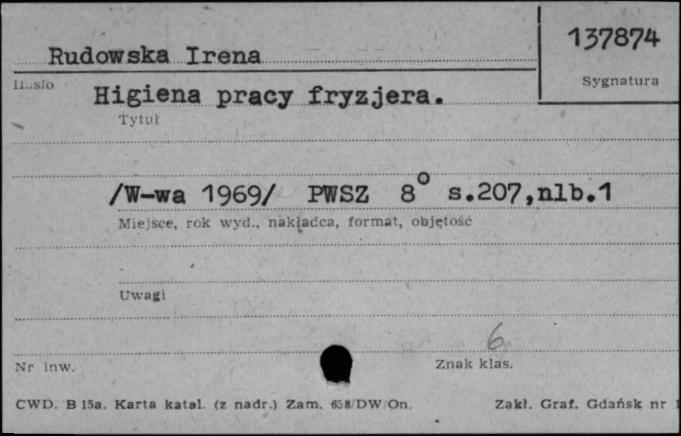 137874
Rudowska Irena
Sygnatura
Hasło
Higiena pracy fryzjera.
Tytuł
/W-wa 1969/ PWSZ 8° s.207,nlb.1
Miejsce, rok wyd., nakładca, format, objętość
Uwagi
6
Nr inw.
Znak klas.
CWD. B 15a. Karta katal. (z nadr.) Zam. 658/DW/On.
Zakł. Graf. Gdańsk nr 1